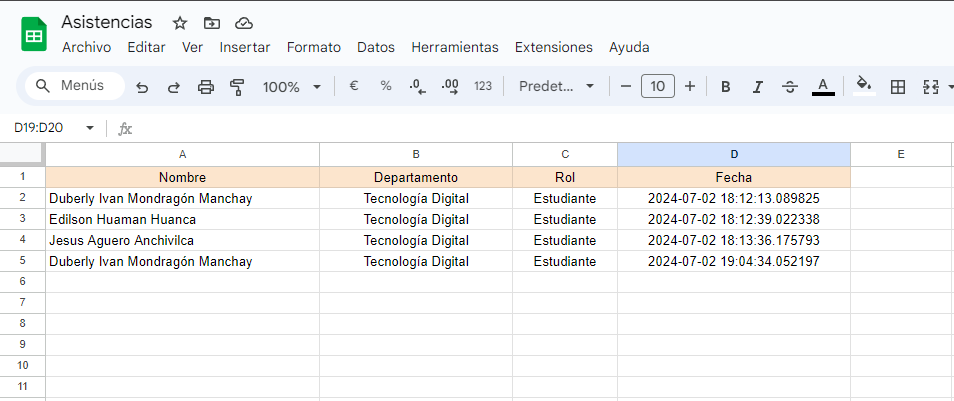 Asistencias
Archivo Editar Ver Insertar Formato Datos Herramientas Extensiones Ayuda
Menús 100% € % .0 .00 123 Predet... − 10 + B I S A
D19:D20 fx
A B C D E
1 Nombre Departamento Rol Fecha
2 Duberly Ivan Mondragón Manchay Tecnología Digital Estudiante 2024-07-02 18:12:13.089825
3 Edilson Huaman Huanca Tecnología Digital Estudiante 2024-07-02 18:12:39.022338
4 Jesus Aguero Anchivilca Tecnología Digital Estudiante 2024-07-02 18:13:36.175793
5 Duberly Ivan Mondragón Manchay Tecnología Digital Estudiante 2024-07-02 19:04:34.052197
6
7
8
9
10
11